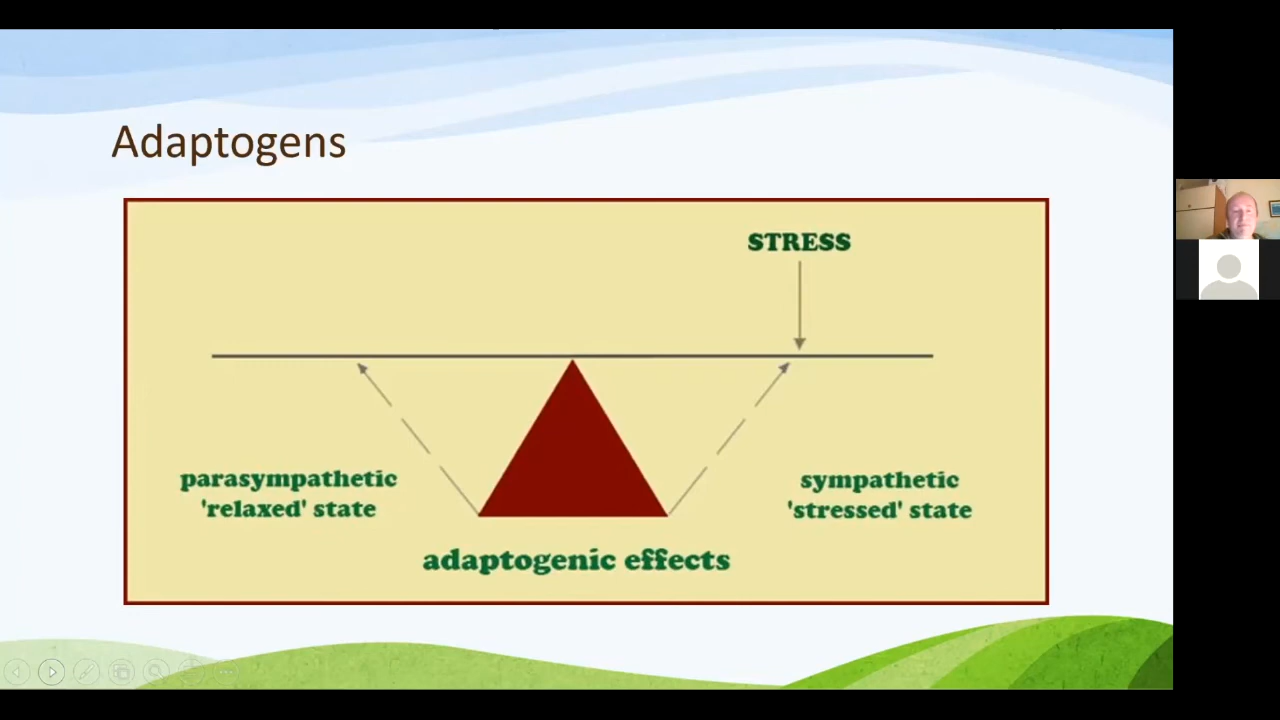 Adaptogens
STRESS
parasympathetic
'relaxed' state
sympathetic
'stressed' state
adaptogenic effects